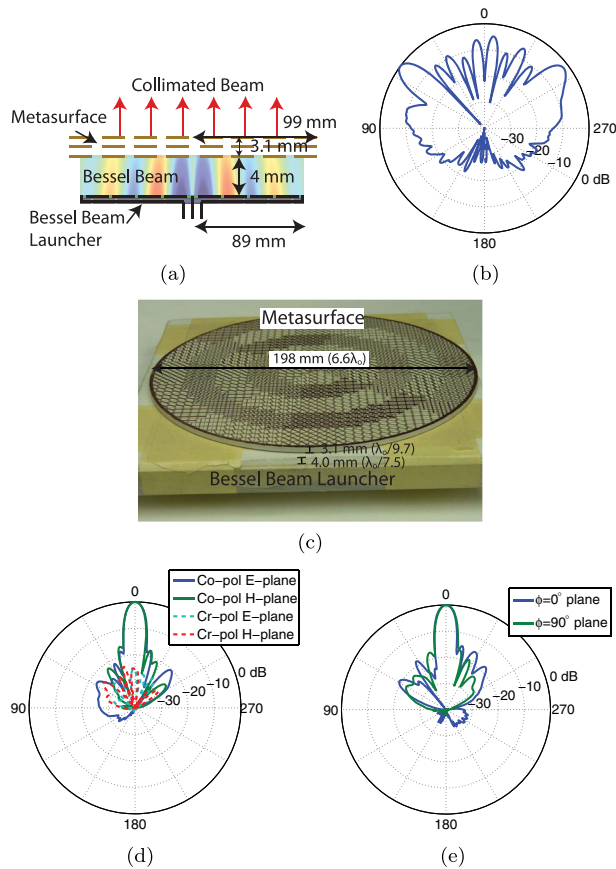 Collimated Beam
Metasurface
99 mm
3.1 mm
Bessel Beam
4 mm
Bessel Beam
Launcher
89 mm
(a)
0
90
270
−30
−20
−10
0 dB
180
(b)
Metasurface
198 mm (6.6λₒ)
3.1 mm (λₒ/9.7)
4.0 mm (λₒ/7.5)
Bessel Beam Launcher
(c)
Co−pol E−plane
Co−pol H−plane
Cr−pol E−plane
Cr−pol H−plane
0
0 dB
−10
−20
−30
90
270
180
(d)
ϕ=0° plane
ϕ=90° plane
0
0 dB
−10
−20
−30
90
270
180
(e)